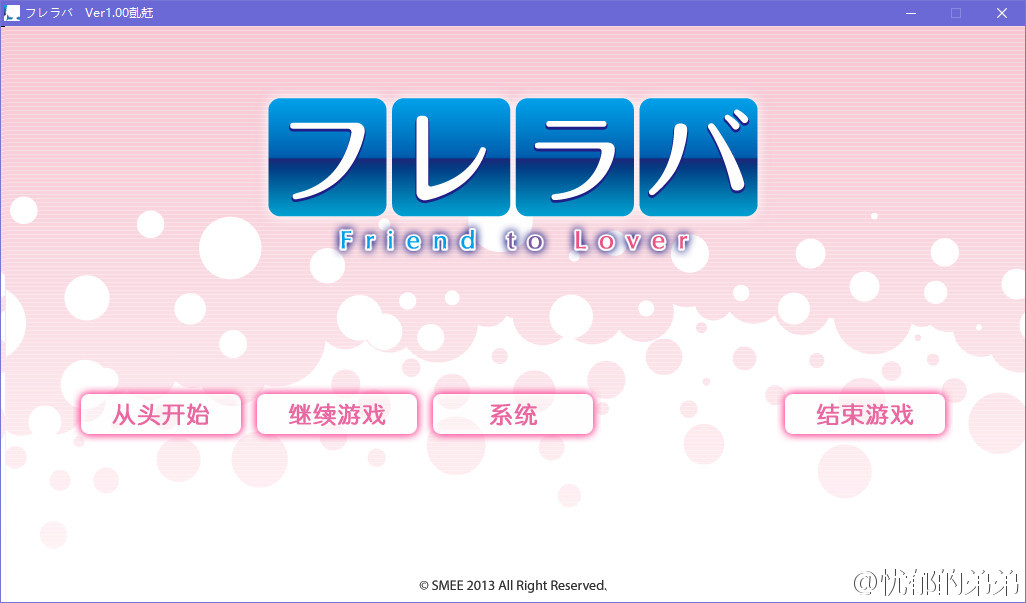 フレラバ Ver1.00乱兙
フレラバ
Friend to Lover
从头开始
继续游戏
系统
结束游戏
© SMEE 2013 All Right Reserved.
@忧郁的弟弟